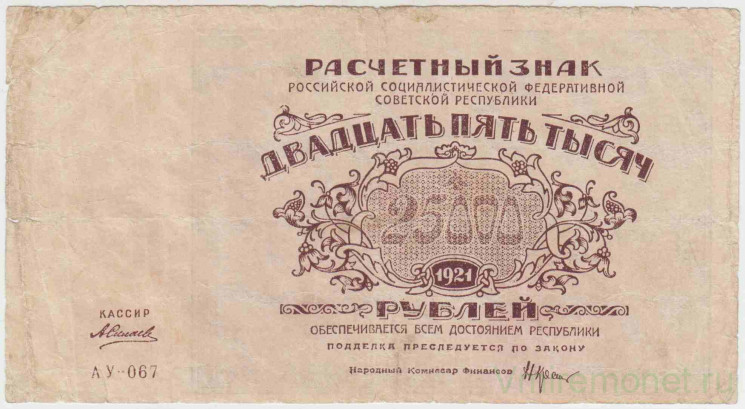 РАСЧЕТНЫЙ ЗНАК
РОССИЙСКОЙ СОЦИАЛИСТИЧЕСКОЙ ФЕДЕРАТИВНОЙ
СОВЕТСКОЙ РЕСПУБЛИКИ
ДВАДЦАТЬ ПЯТЬ ТЫСЯЧ
25000
1921
РУБЛЕЙ
ОБЕСПЕЧИВАЕТСЯ ВСЕМ ДОСТОЯНИЕМ РЕСПУБЛИКИ
ПОДДЕЛКА ПРЕСЛЕДУЕТСЯ ПО ЗАКОНУ
Народный Комиссар Финансов
КАССИР
АУ-067